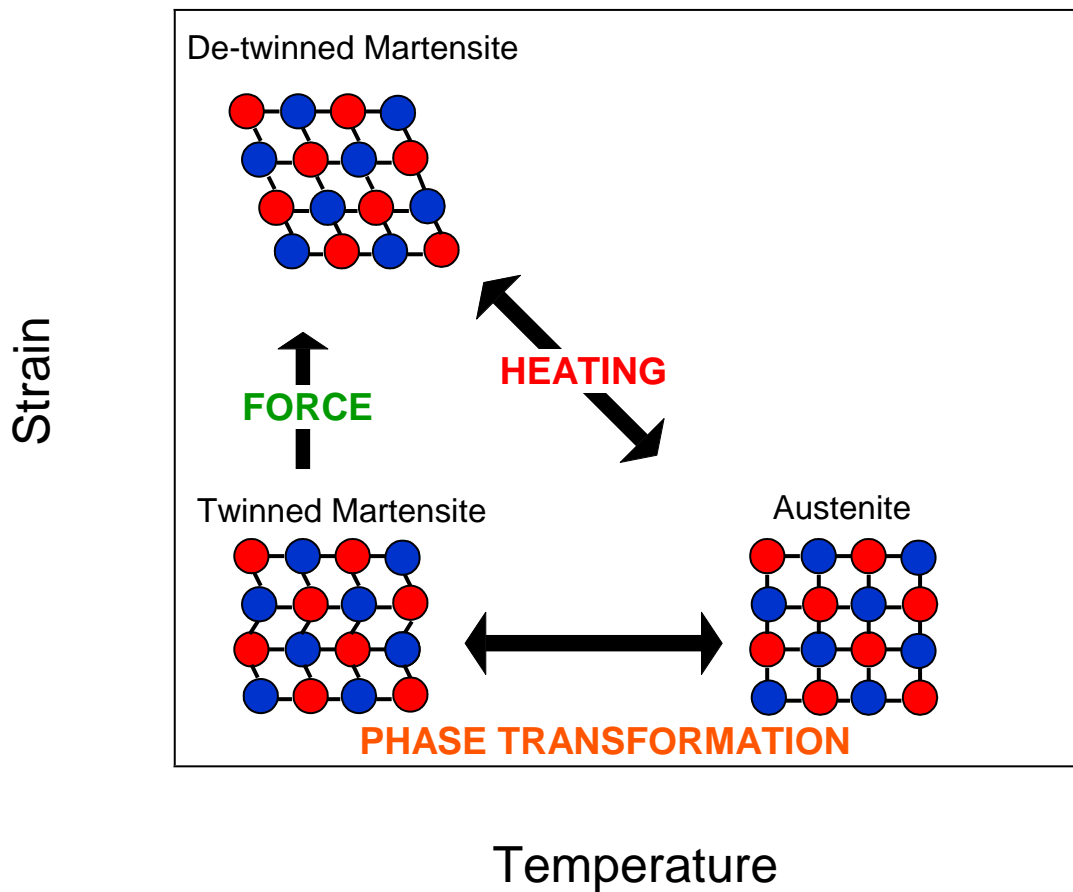 De-twinned Martensite
Strain
HEATING
FORCE
Twinned Martensite
Austenite
PHASE TRANSFORMATION
Temperature